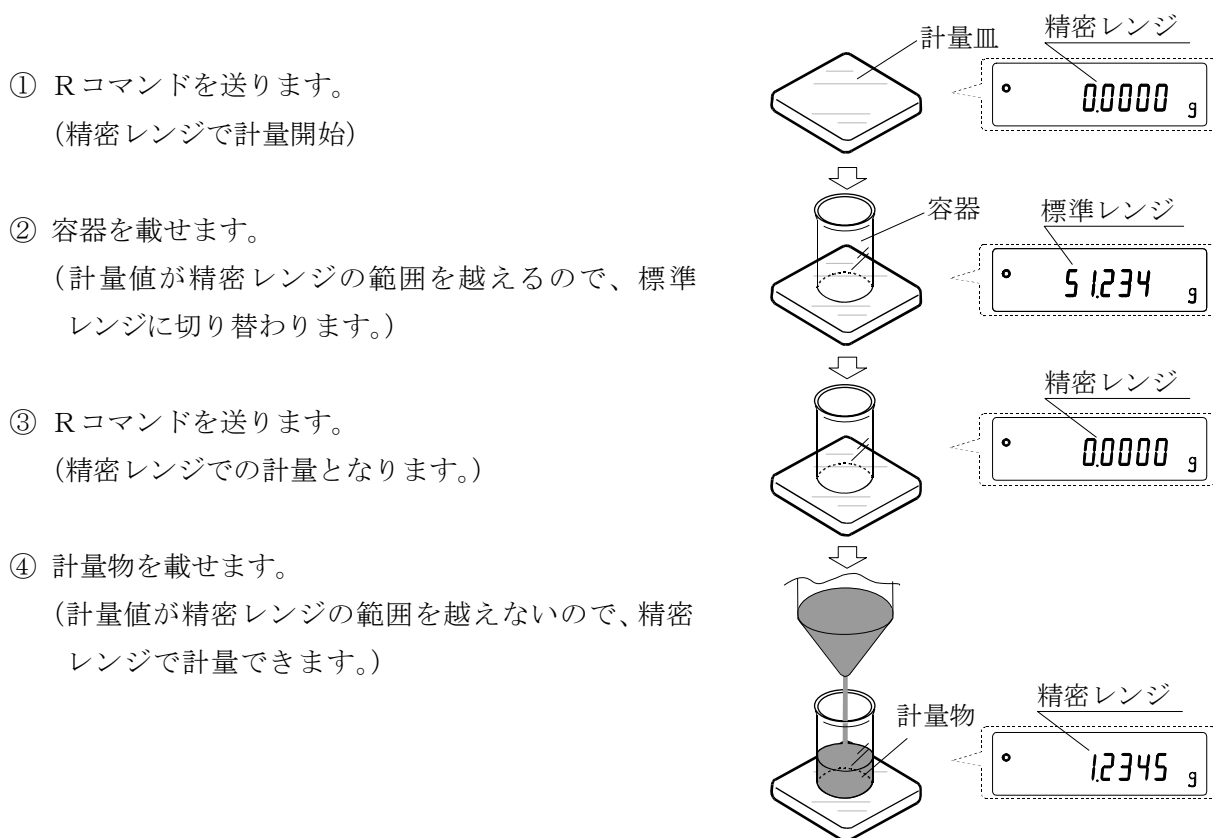 ① Rコマンドを送ります。
(精密レンジで計量開始)
② 容器を載せます。
(計量値が精密レンジの範囲を越えるので、標準
レンジに切り替わります。)
③ Rコマンドを送ります。
(精密レンジでの計量となります。)
④ 計量物を載せます。
(計量値が精密レンジの範囲を越えないので、精密
レンジで計量できます。)
計量皿
精密レンジ
0.0000 g
容器
標準レンジ
51.234 g
精密レンジ
0.0000 g
計量物
精密レンジ
1.2345 g